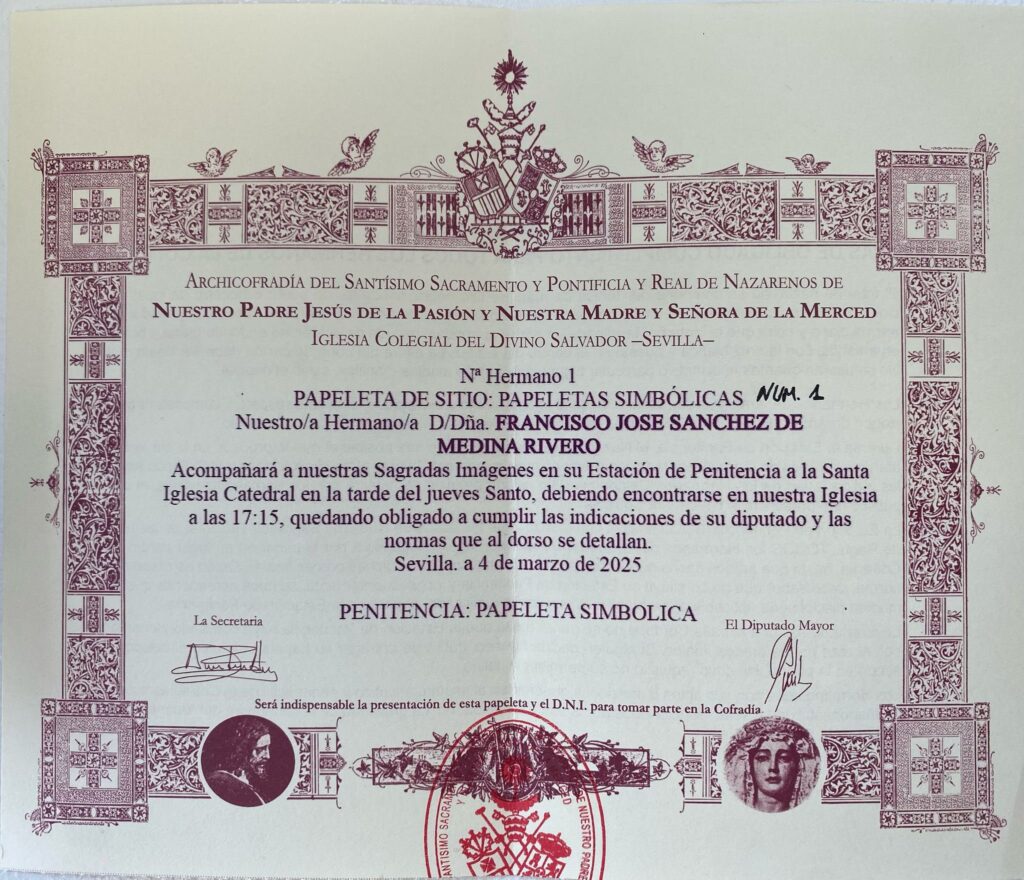 ARCHICOFRADÍA DEL SANTÍSIMO SACRAMENTO Y PONTIFICIA Y REAL DE NAZARENOS DE
NUESTRO PADRE JESÚS DE LA PASIÓN Y NUESTRA MADRE Y SEÑORA DE LA MERCED
IGLESIA COLEGIAL DEL DIVINO SALVADOR –SEVILLA–
Nª Hermano 1
PAPELETA DE SITIO: PAPELETAS SIMBÓLICAS NUM. 1
Nuestro/a Hermano/a D/Dña. FRANCISCO JOSE SANCHEZ DE
MEDINA RIVERO
Acompañará a nuestras Sagradas Imágenes en su Estación de Penitencia a la Santa
Iglesia Catedral en la tarde del jueves Santo, debiendo encontrarse en nuestra Iglesia
a las 17:15, quedando obligado a cumplir las indicaciones de su diputado y las
normas que al dorso se detallan.
Sevilla. a 4 de marzo de 2025
PENITENCIA: PAPELETA SIMBOLICA
La Secretaria
El Diputado Mayor
Será indispensable la presentación de esta papeleta y el D.N.I. para tomar parte en la Cofradía.
ANTISIMO SACRA
DE NUESTRO PADRE